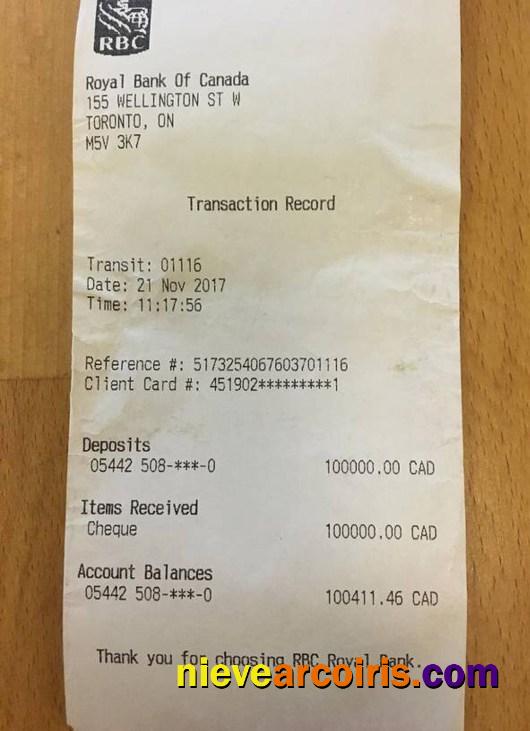 RBC
Royal Bank Of Canada
155 WELLINGTON ST W
TORONTO, ON
M5V 3K7
Transaction Record
Transit: 01116
Date: 21 Nov 2017
Time: 11:17:56
Reference #: 5173254067603701116
Client Card #: 451902*********1
Deposits
05442 508-***-0 100000.00 CAD
Items Received
Cheque 100000.00 CAD
Account Balances
05442 508-***-0 100411.46 CAD
Thank you for choosing RBC Royal Bank.
nievearcoiris.com